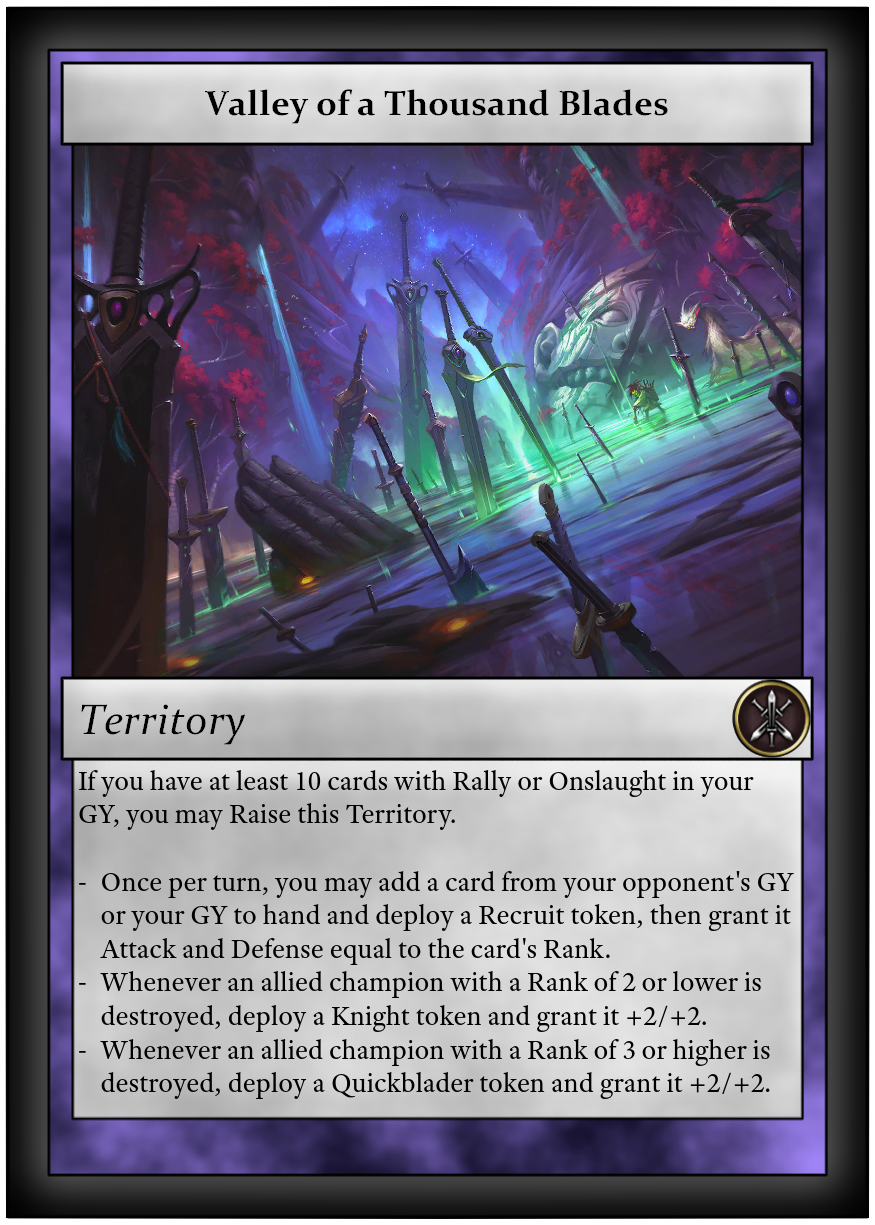 Valley of a Thousand Blades
Territory
If you have at least 10 cards with Rally or Onslaught in your
GY, you may Raise this Territory.
- Once per turn, you may add a card from your opponent's GY
or your GY to hand and deploy a Recruit token, then grant it
Attack and Defense equal to the card's Rank.
- Whenever an allied champion with a Rank of 2 or lower is
destroyed, deploy a Knight token and grant it +2/+2.
- Whenever an allied champion with a Rank of 3 or higher is
destroyed, deploy a Quickblader token and grant it +2/+2.